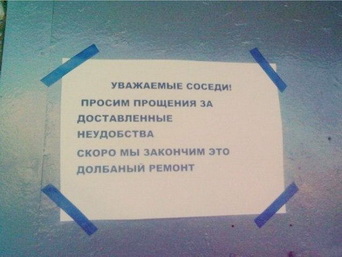 УВАЖАЕМЫЕ СОСЕДИ!
ПРОСИМ ПРОЩЕНИЯ ЗА
ДОСТАВЛЕННЫЕ
НЕУДОБСТВА
СКОРО МЫ ЗАКОНЧИМ ЭТО
ДОЛБАНЫЙ РЕМОНТ